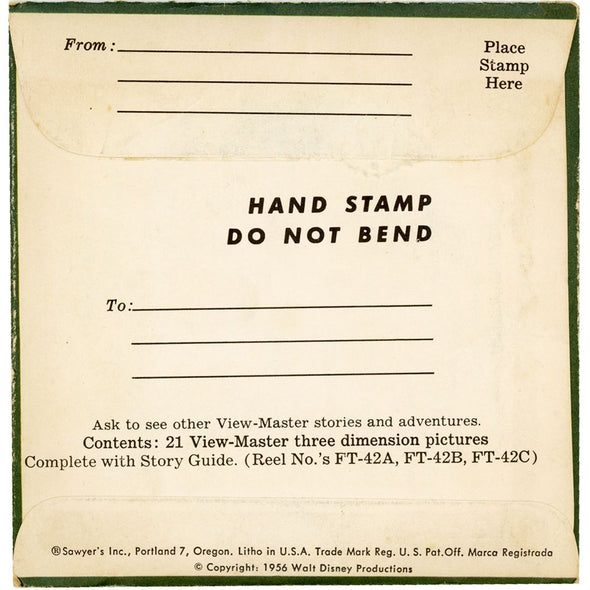 From:
Place
Stamp
Here
HAND STAMP
DO NOT BEND
To:
Ask to see other View-Master stories and adventures.
Contents: 21 View-Master three dimension pictures
Complete with Story Guide. (Reel No.'s FT-42A, FT-42B, FT-42C)
®Sawyer's Inc., Portland 7, Oregon. Litho in U.S.A. Trade Mark Reg. U. S. Pat.Off. Marca Registrada
© Copyright: 1956 Walt Disney Productions